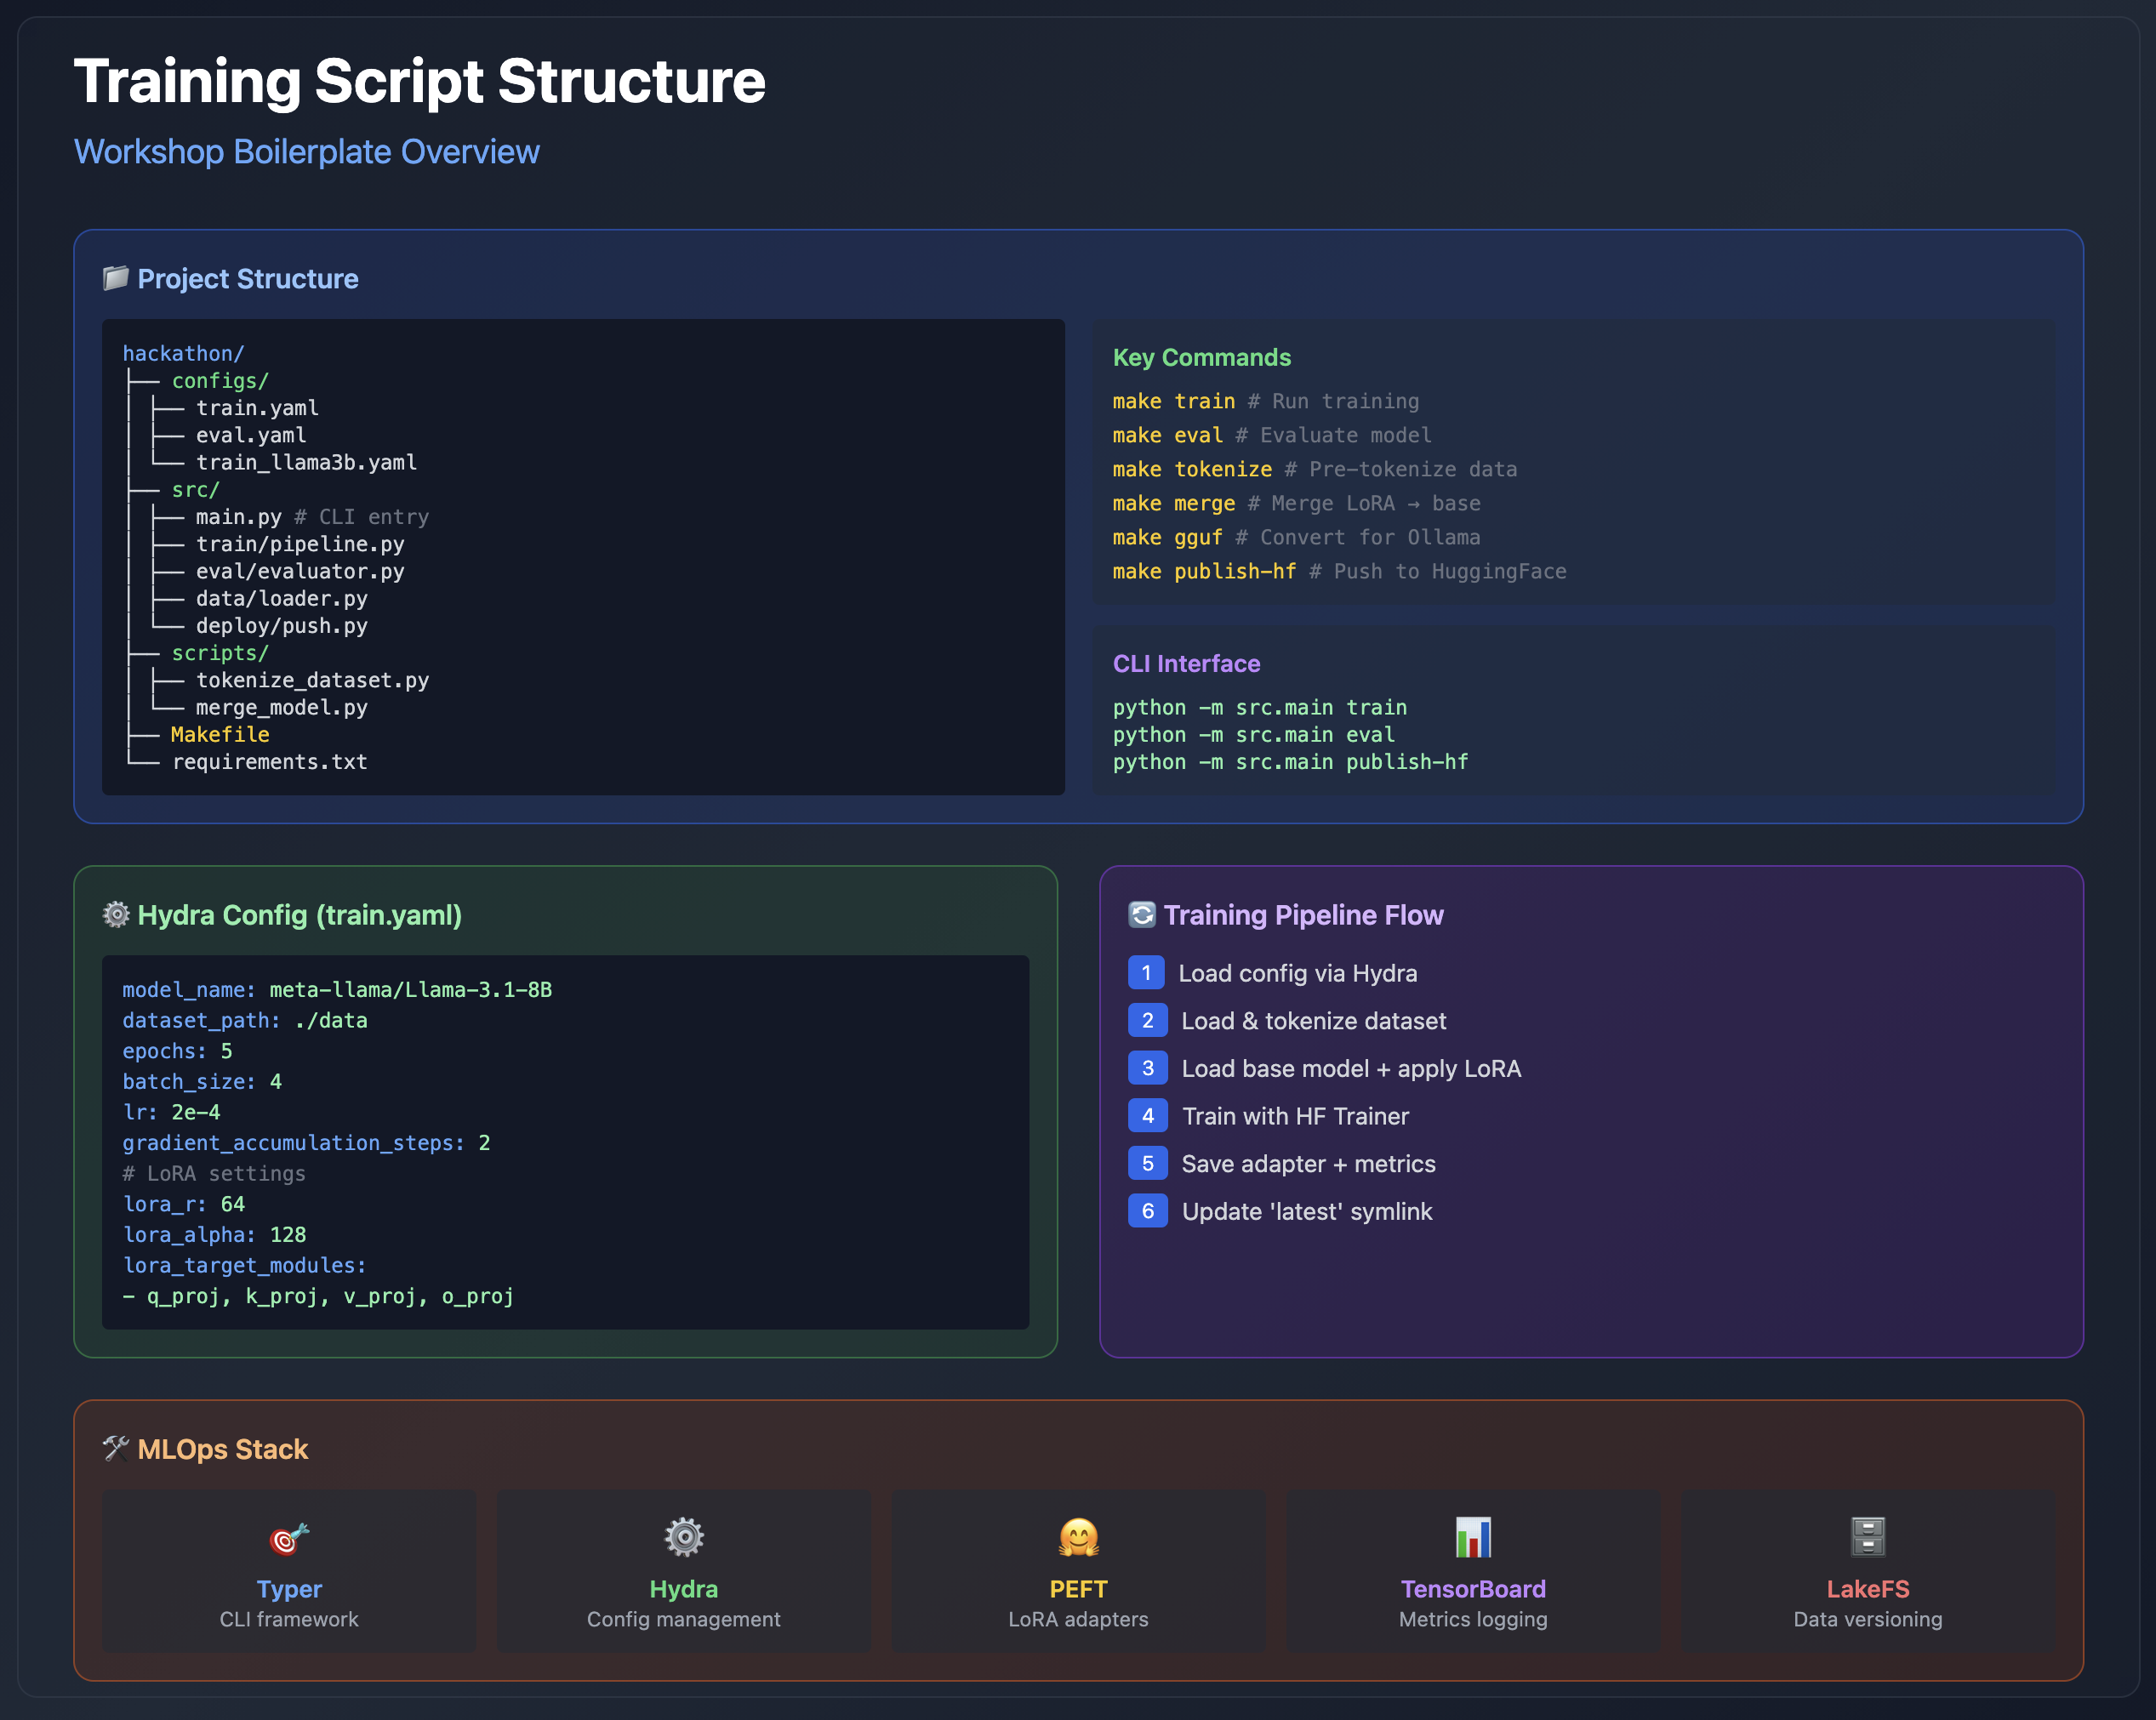 Training Script Structure
Workshop Boilerplate Overview
Project Structure
hackathon/
├── configs/
│ ├── train.yaml
│ ├── eval.yaml
│ └── train_llama3b.yaml
├── src/
│ ├── main.py # CLI entry
│ ├── train/pipeline.py
│ ├── eval/evaluator.py
│ ├── data/loader.py
│ └── deploy/push.py
├── scripts/
│ ├── tokenize_dataset.py
│ └── merge_model.py
├── Makefile
└── requirements.txt
Key Commands
make train # Run training
make eval # Evaluate model
make tokenize # Pre-tokenize data
make merge # Merge LoRA → base
make gguf # Convert for Ollama
make publish-hf # Push to HuggingFace
CLI Interface
python -m src.main train
python -m src.main eval
python -m src.main publish-hf
Hydra Config (train.yaml)
model_name: meta-llama/Llama-3.1-8B
dataset_path: ./data
epochs: 5
batch_size: 4
lr: 2e-4
gradient_accumulation_steps: 2
# LoRA settings
lora_r: 64
lora_alpha: 128
lora_target_modules:
- q_proj, k_proj, v_proj, o_proj
Training Pipeline Flow
1 Load config via Hydra
2 Load & tokenize dataset
3 Load base model + apply LoRA
4 Train with HF Trainer
5 Save adapter + metrics
6 Update 'latest' symlink
MLOps Stack
Typer
CLI framework
Hydra
Config management
PEFT
LoRA adapters
TensorBoard
Metrics logging
LakeFS
Data versioning